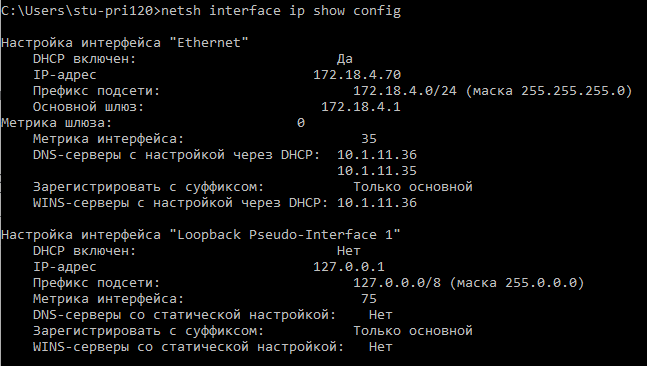 C:\Users\stu-pri120>netsh interface ip show config
Настройка интерфейса "Ethernet"
DHCP включен: Да
IP-адрес 172.18.4.70
Префикс подсети: 172.18.4.0/24 (маска 255.255.255.0)
Основной шлюз: 172.18.4.1
Метрика шлюза: 0
Метрика интерфейса: 35
DNS-серверы с настройкой через DHCP: 10.1.11.36
10.1.11.35
Зарегистрировать с суффиксом: Только основной
WINS-серверы с настройкой через DHCP: 10.1.11.36
Настройка интерфейса "Loopback Pseudo-Interface 1"
DHCP включен: Нет
IP-адрес 127.0.0.1
Префикс подсети: 127.0.0.0/8 (маска 255.0.0.0)
Метрика интерфейса: 75
DNS-серверы со статической настройкой: Нет
Зарегистрировать с суффиксом: Только основной
WINS-серверы со статической настройкой: Нет